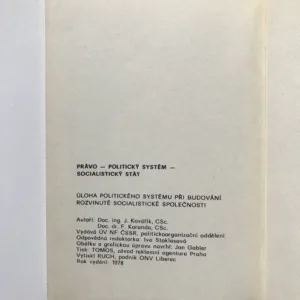 PRÁVO — POLITICKÝ SYSTÉM —
SOCIALISTICKÝ STÁT
ÚLOHA POLITICKÉHO SYSTÉMU PŘI BUDOVÁNÍ
ROZVINUTÉ SOCIALISTICKÉ SPOLEČNOSTI
Autoři: Doc. ing. J. Kovářík, CSc.
Doc. dr. F. Karanda, CSc.
Vydává ÚV NF ČSSR, politickoorganizační oddělení
Odpovědná redaktorka: Iva Stoklasová
Obálku a grafickou úpravu navrhl: Jan Gabler
Tisk: TOMOS, závod reklamní agentura Praha
Vytiskl RUCH, podnik ONV Liberec
Rok vydání: 1978